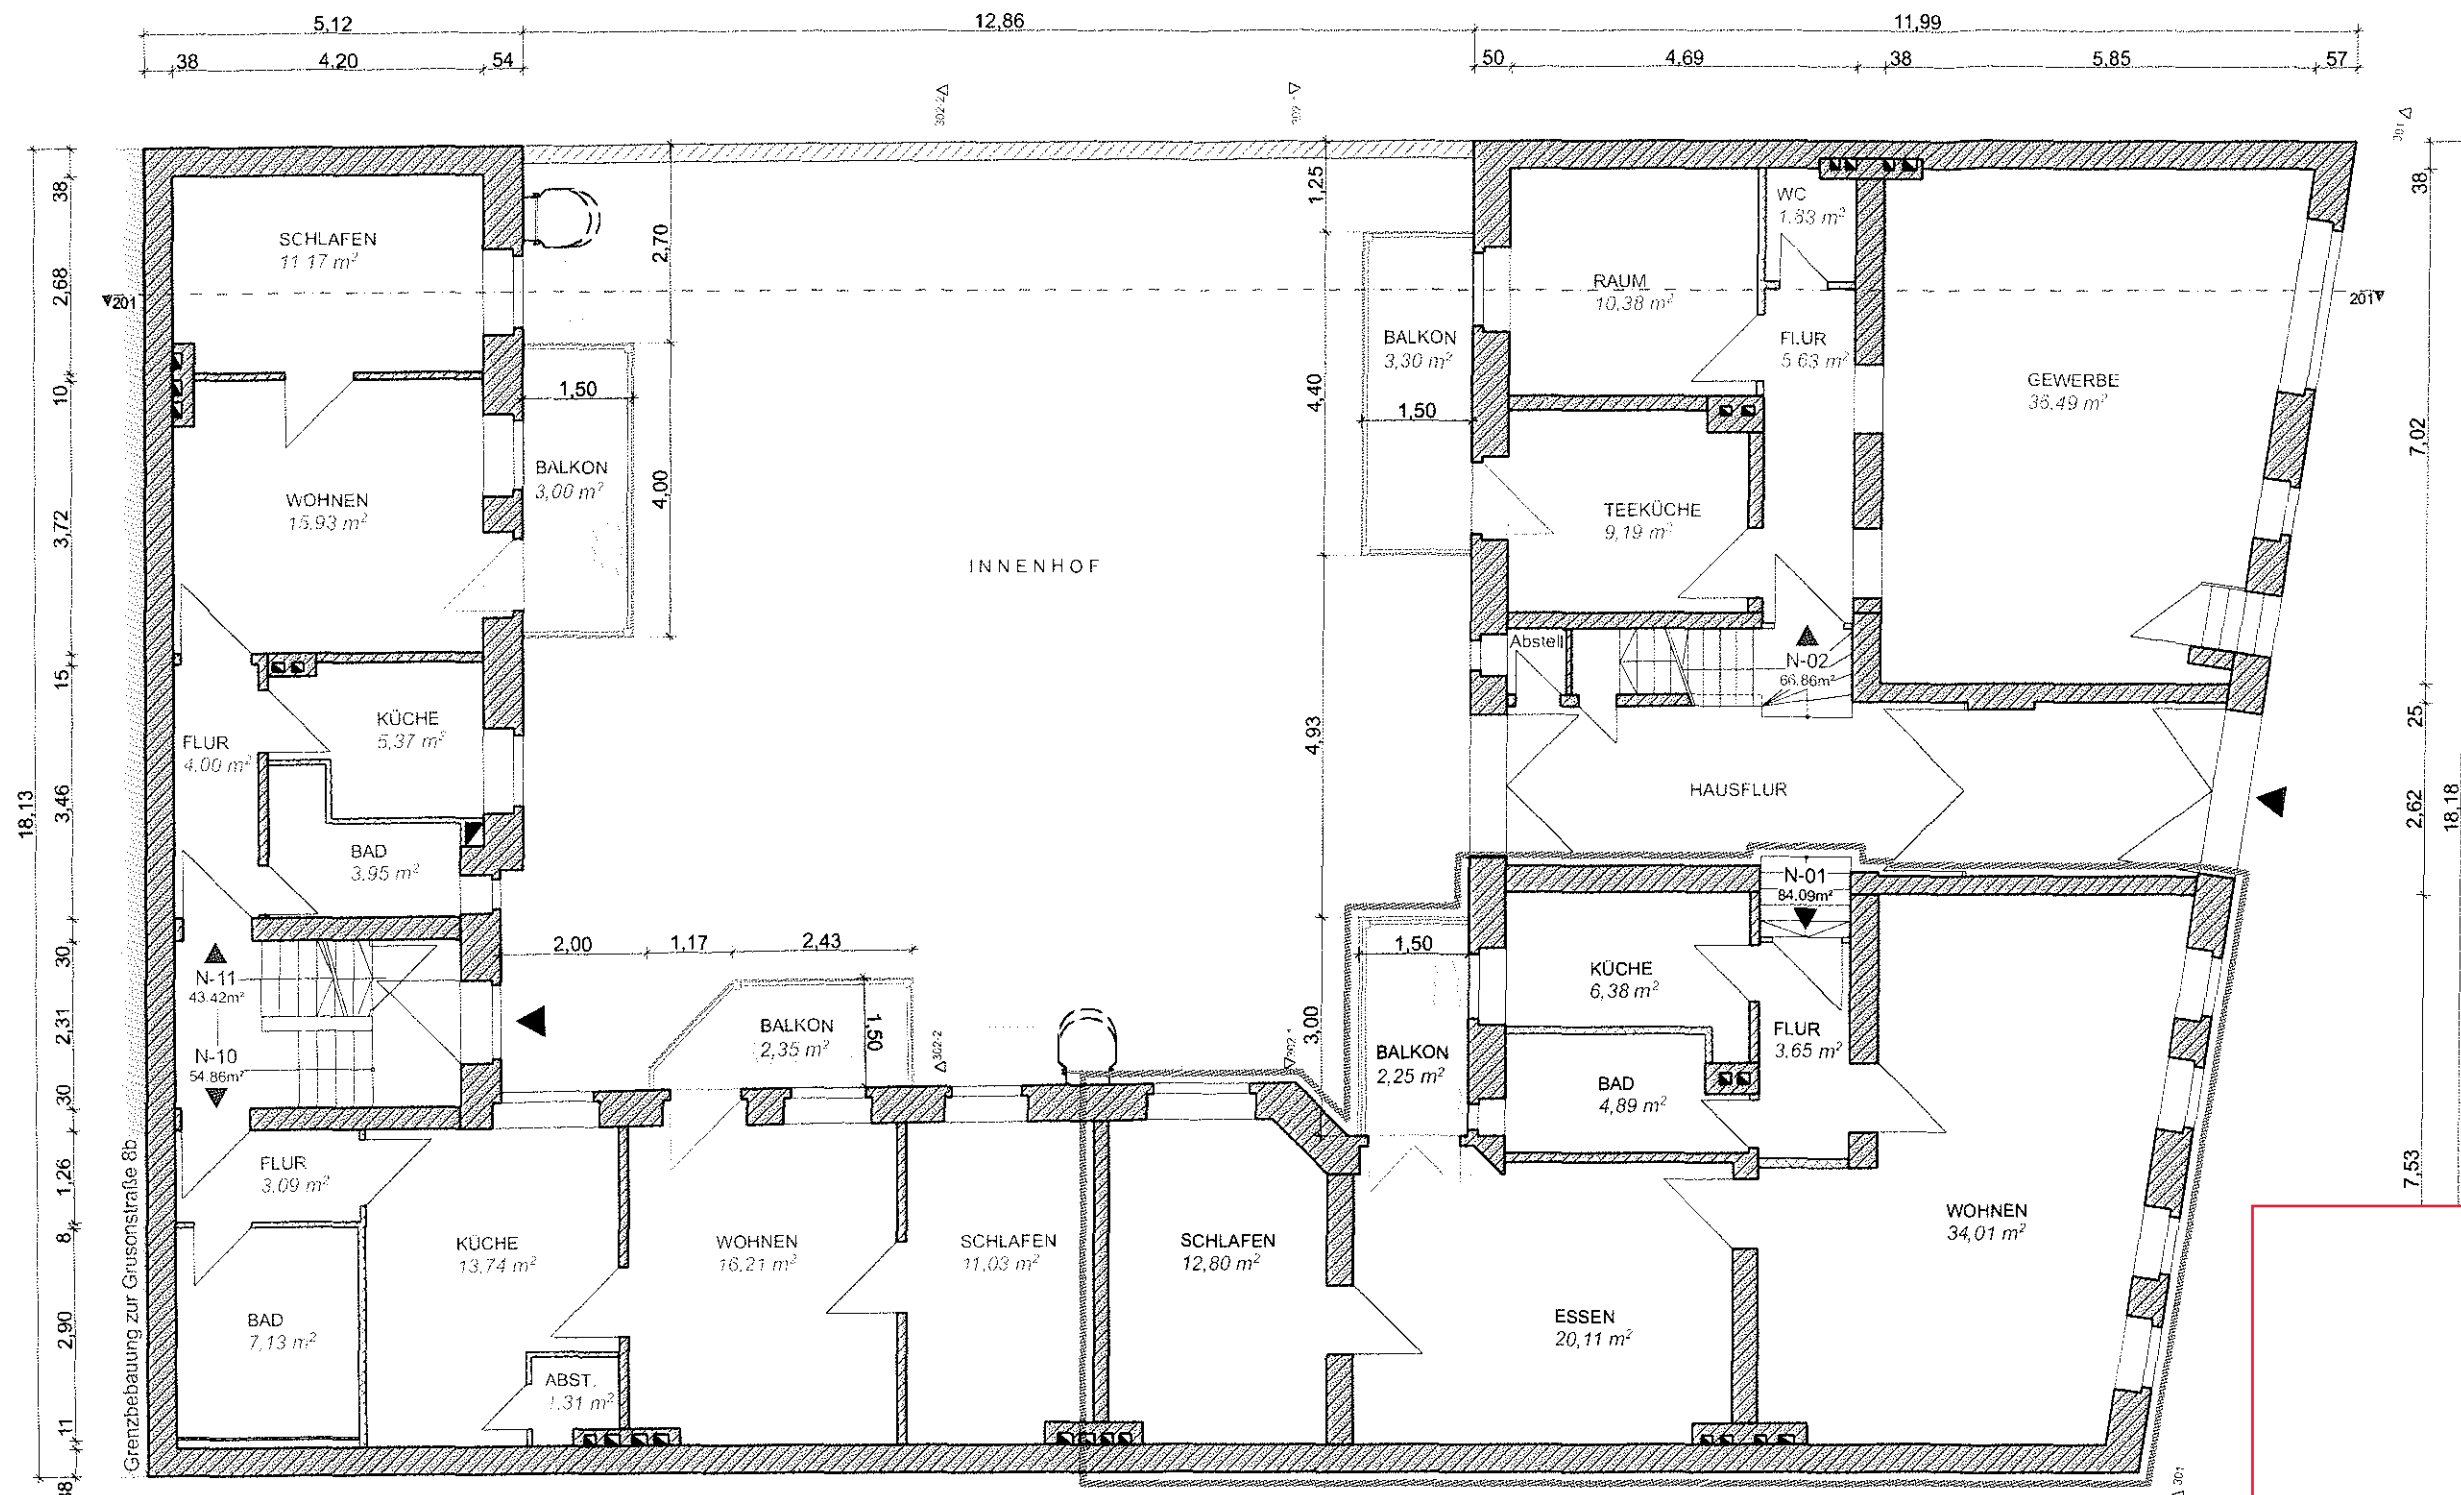 5,12
12,86
11,99
38
4,20
54
50
4,69
38
5,85
57
302-2
301
38
2,68
10
3,72
15
3,46
30
2,31
30
1,26
8
2,90
11
38
18,13
201
SCHLAFEN
11,17 m²
WOHNEN
15,93 m²
BALKON
3,00 m²
1,50
2,70
4,00
KÜCHE
5,37 m²
FLUR
4,00 m²
BAD
3,95 m²
N-11
43.42m²
N-10
54.86m²
Grenzbebauung zur Grusonstraße 8b
FLUR
3,09 m²
BAD
7,13 m²
KÜCHE
13,74 m²
ABST.
1,31 m²
WOHNEN
16,21 m²
SCHLAFEN
11,03 m²
2,00
1,17
2,43
BALKON
2,35 m²
1,50
302-2
INNENHOF
1,25
4,40
4,93
3,00
BALKON
3,30 m²
1,50
RAUM
10,38 m²
WC
1,83 m²
FLUR
5,63 m²
GEWERBE
36,49 m²
TEEKÜCHE
9,19 m²
Abstell
N-02
66.86m²
HAUSFLUR
N-01
84.09m²
1,50
BALKON
2,25 m²
KÜCHE
6,38 m²
FLUR
3,65 m²
BAD
4,89 m²
SCHLAFEN
12,80 m²
ESSEN
20,11 m²
WOHNEN
34,01 m²
201
38
7,02
25
2,62
7,53
18,18
301